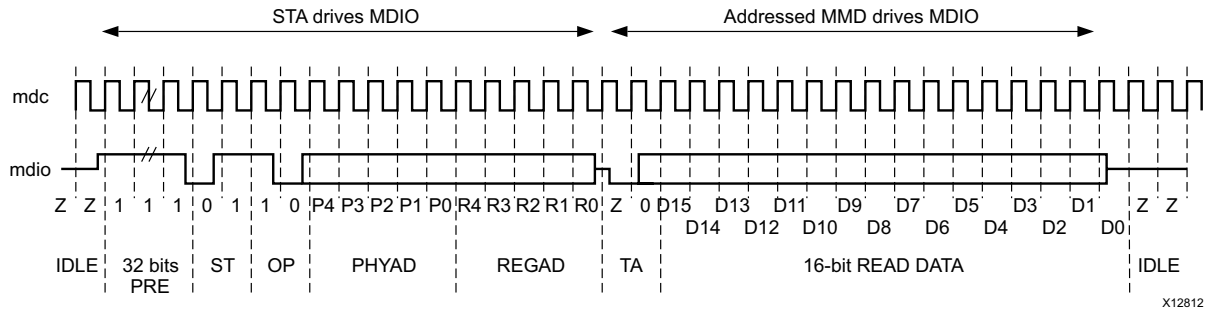 STA drives MDIO Addressed MMD drives MDIO
mdc
mdio
Z Z 1 1 1 0 1 1 0 P4 P3 P2 P1 P0 R4 R3 R2 R1 R0 Z 0 D15 D13 D11 D9 D7 D5 D3 D1 Z Z
D14 D12 D10 D8 D6 D4 D2 D0
IDLE 32 bits ST OP PHYAD REGAD TA 16-bit READ DATA IDLE
PRE
X12812